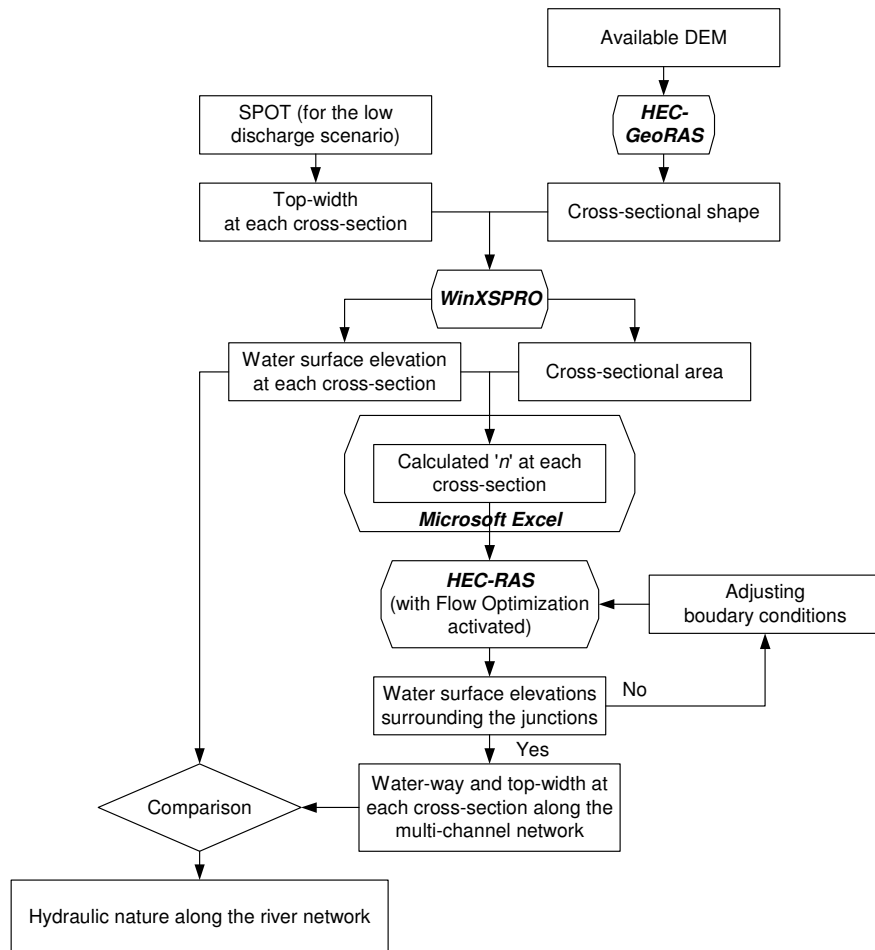 Available DEM
SPOT (for the low
discharge scenario)
HEC-
GeoRAS
Top-width
at each cross-section
Cross-sectional shape
WinXSPRO
Water surface elevation
at each cross-section
Cross-sectional area
Calculated 'n' at each
cross-section
Microsoft Excel
HEC-RAS
(with Flow Optimization
activated)
Adjusting
boudary conditions
Water surface elevations
surrounding the junctions
No
Yes
Water-way and top-width at
each cross-section along the
multi-channel network
Comparison
Hydraulic nature along the river network